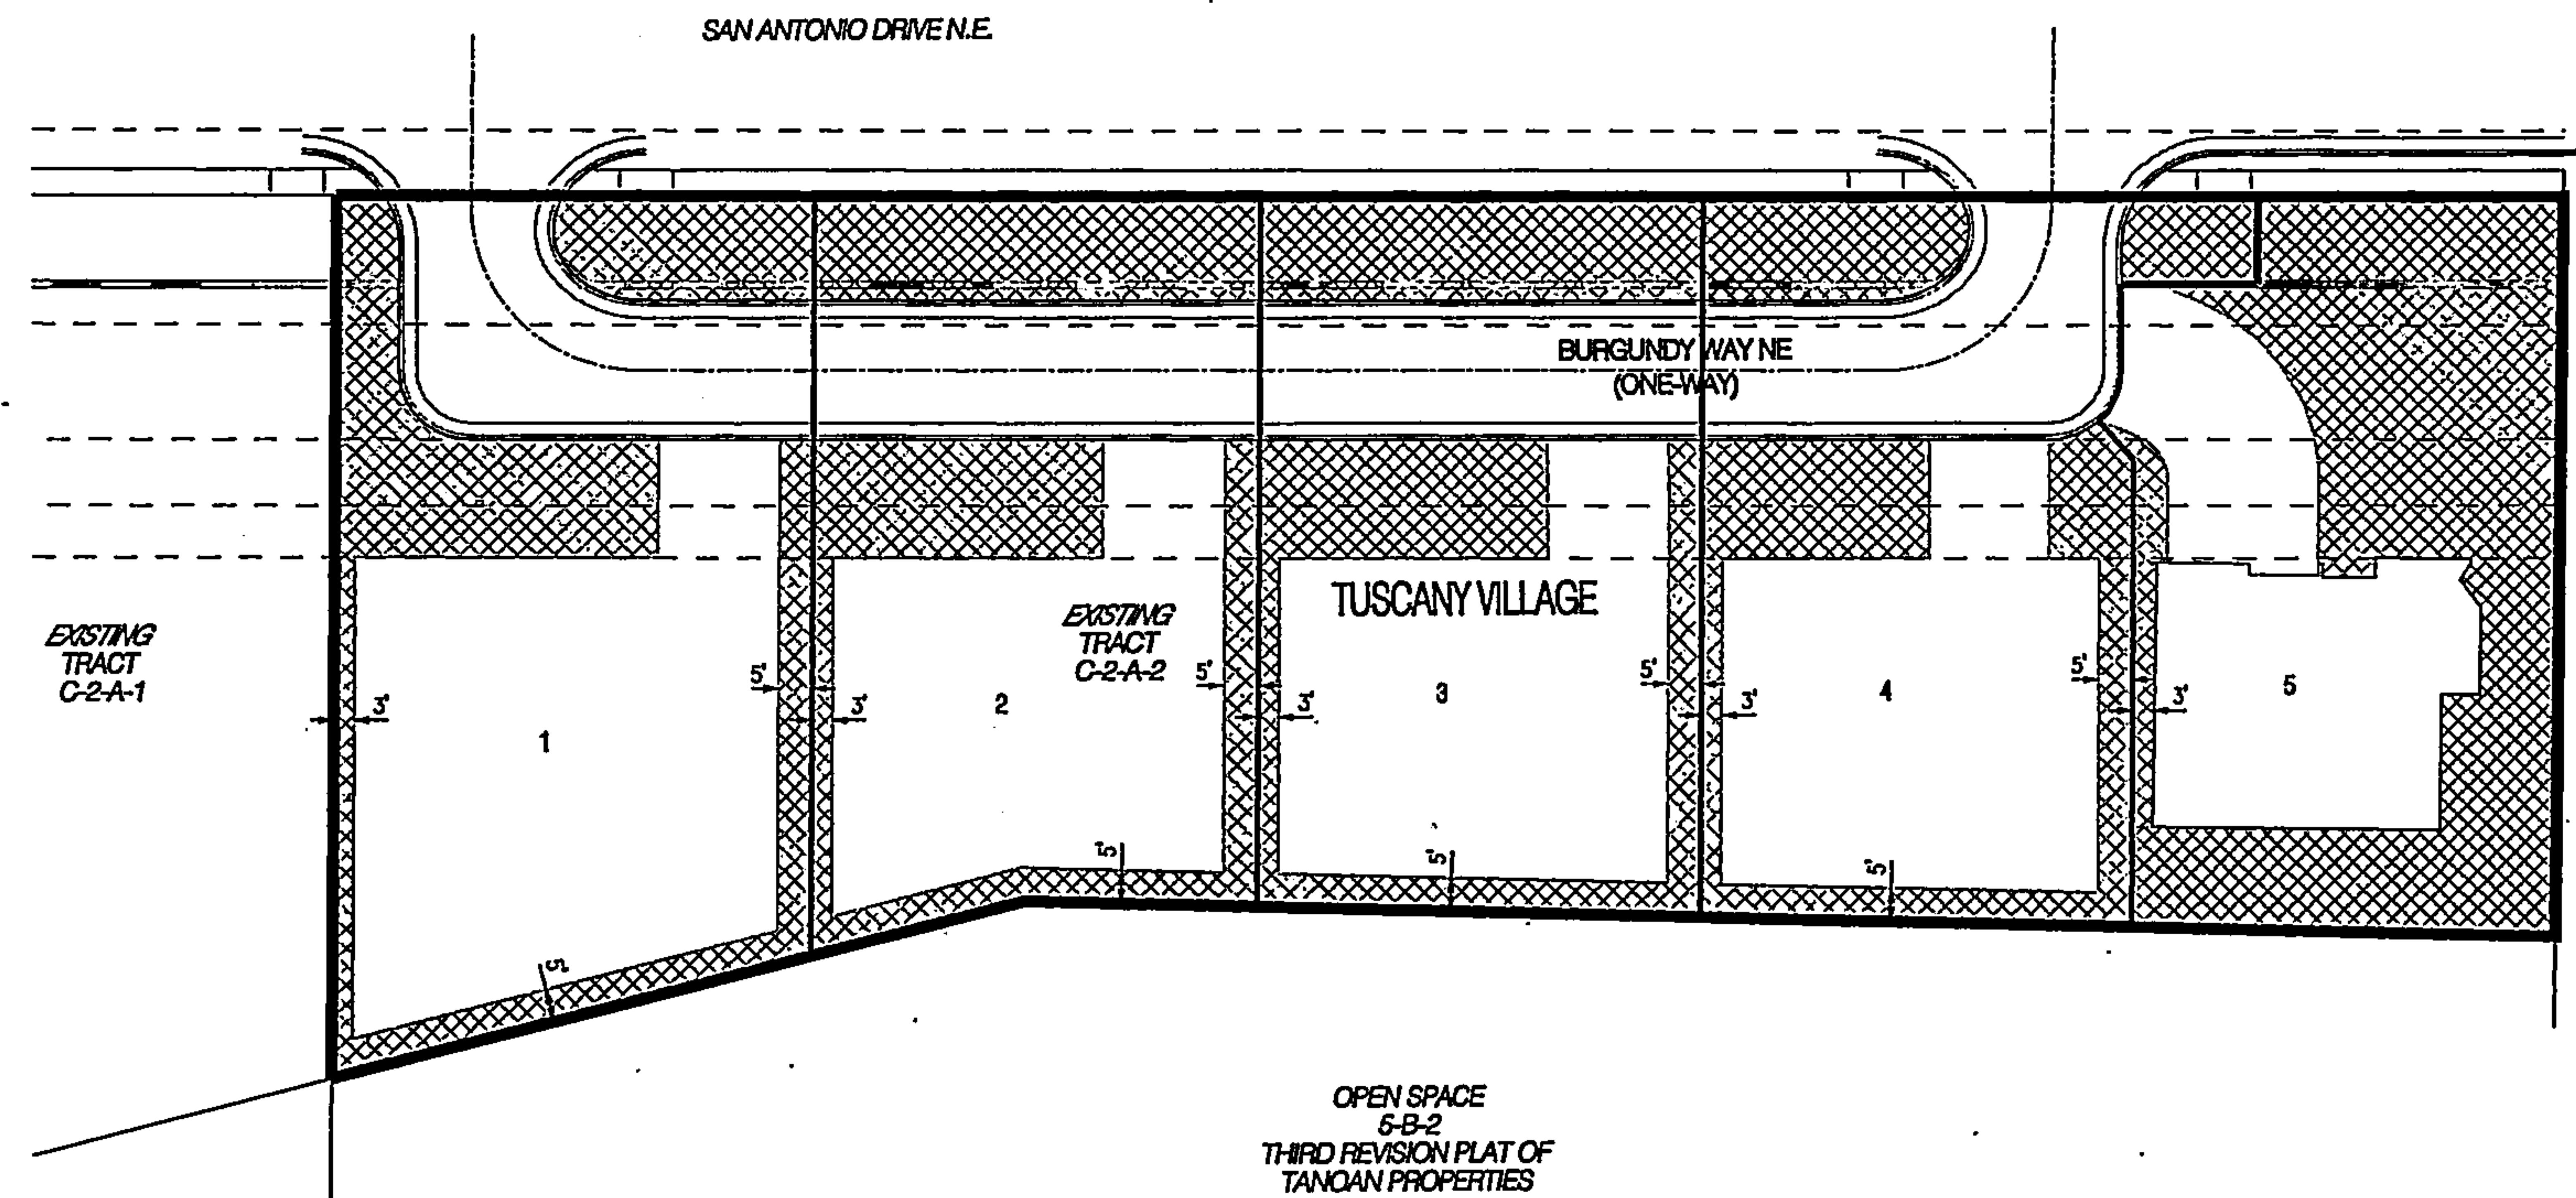 SAN ANTONIO DRIVE N.E.
BURGUNDY WAY NE
(ONE-WAY)
TUSCANY VILLAGE
EXISTING
TRACT
C-2-A-1
EXISTING
TRACT
C-2-A-2
3'
1
5'
3'
2
5'
3'
3
5'
3'
4
5'
3'
5
5'
5'
5'
5'
OPEN SPACE
5-B-2
THIRD REVISION PLAT OF
TANOAN PROPERTIES